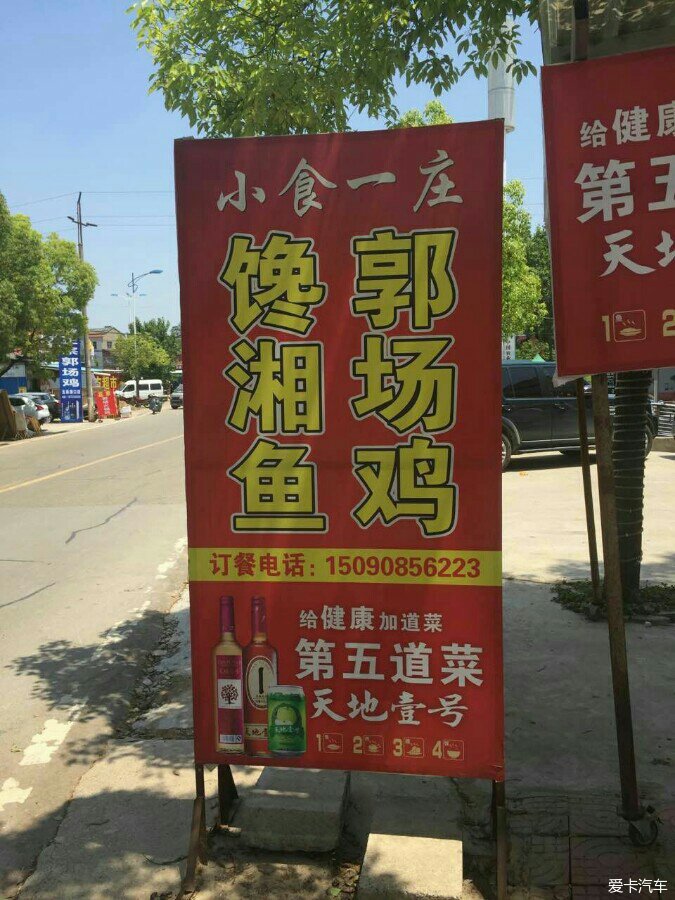 小食一庄
郭场鸡
馋湘鱼
订餐电话：15090856223
给健康加道菜
第五道菜
天地壹号
1 2 3 4
给健康
第五
天地
1 2
郭场鸡
爱卡汽车